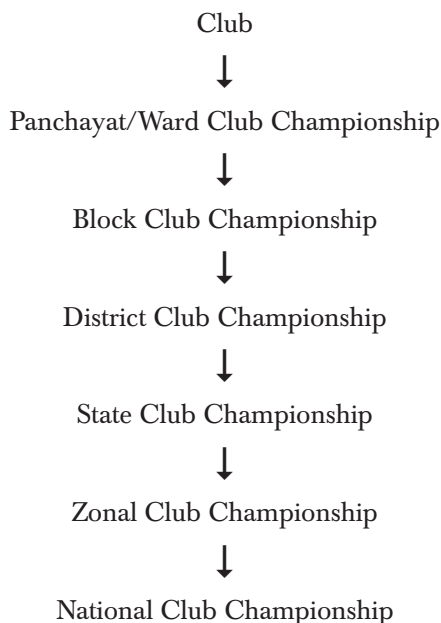 Club
↓
Panchayat/Ward Club Championship
↓
Block Club Championship
↓
District Club Championship
↓
State Club Championship
↓
Zonal Club Championship
↓
National Club Championship